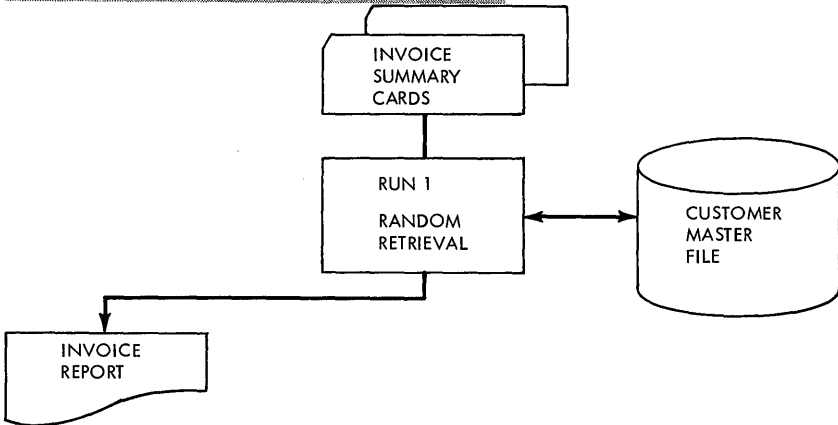 INVOICE
SUMMARY
CARDS
RUN 1
RANDOM
RETRIEVAL
CUSTOMER
MASTER
FILE
INVOICE
REPORT